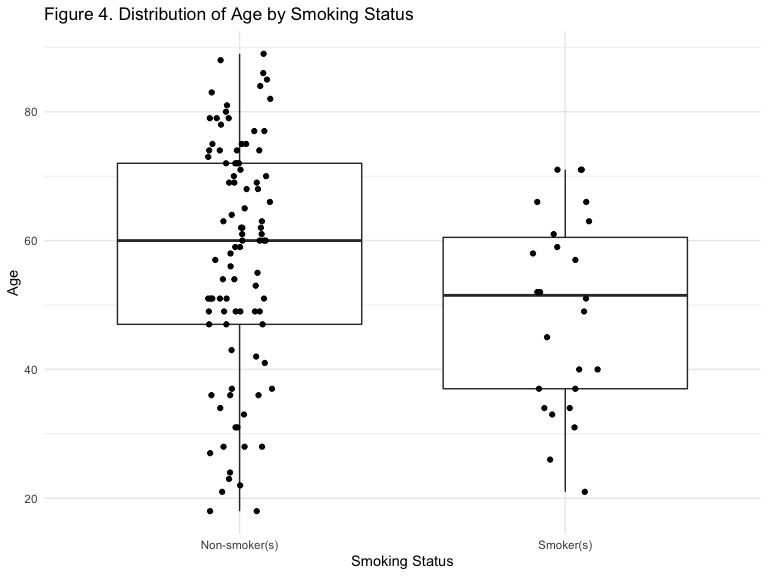 Figure 4. Distribution of Age by Smoking Status
80
60
40
20
Age
Non-smoker(s)
Smoker(s)
Smoking Status